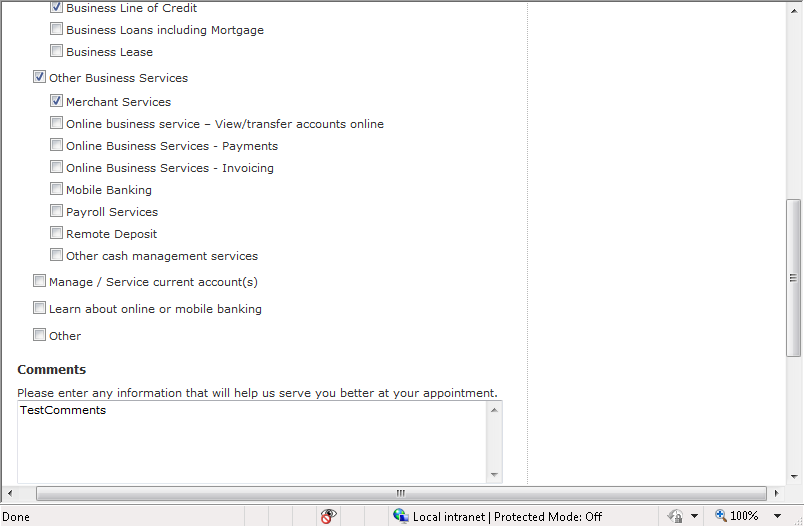 Business Line of Credit
Business Loans including Mortgage
Business Lease
Other Business Services
Merchant Services
Online business service – View/transfer accounts online
Online Business Services - Payments
Online Business Services - Invoicing
Mobile Banking
Payroll Services
Remote Deposit
Other cash management services
Manage / Service current account(s)
Learn about online or mobile banking
Other
Comments
Please enter any information that will help us serve you better at your appointment.
TestComments
Done
Local intranet | Protected Mode: Off
100%